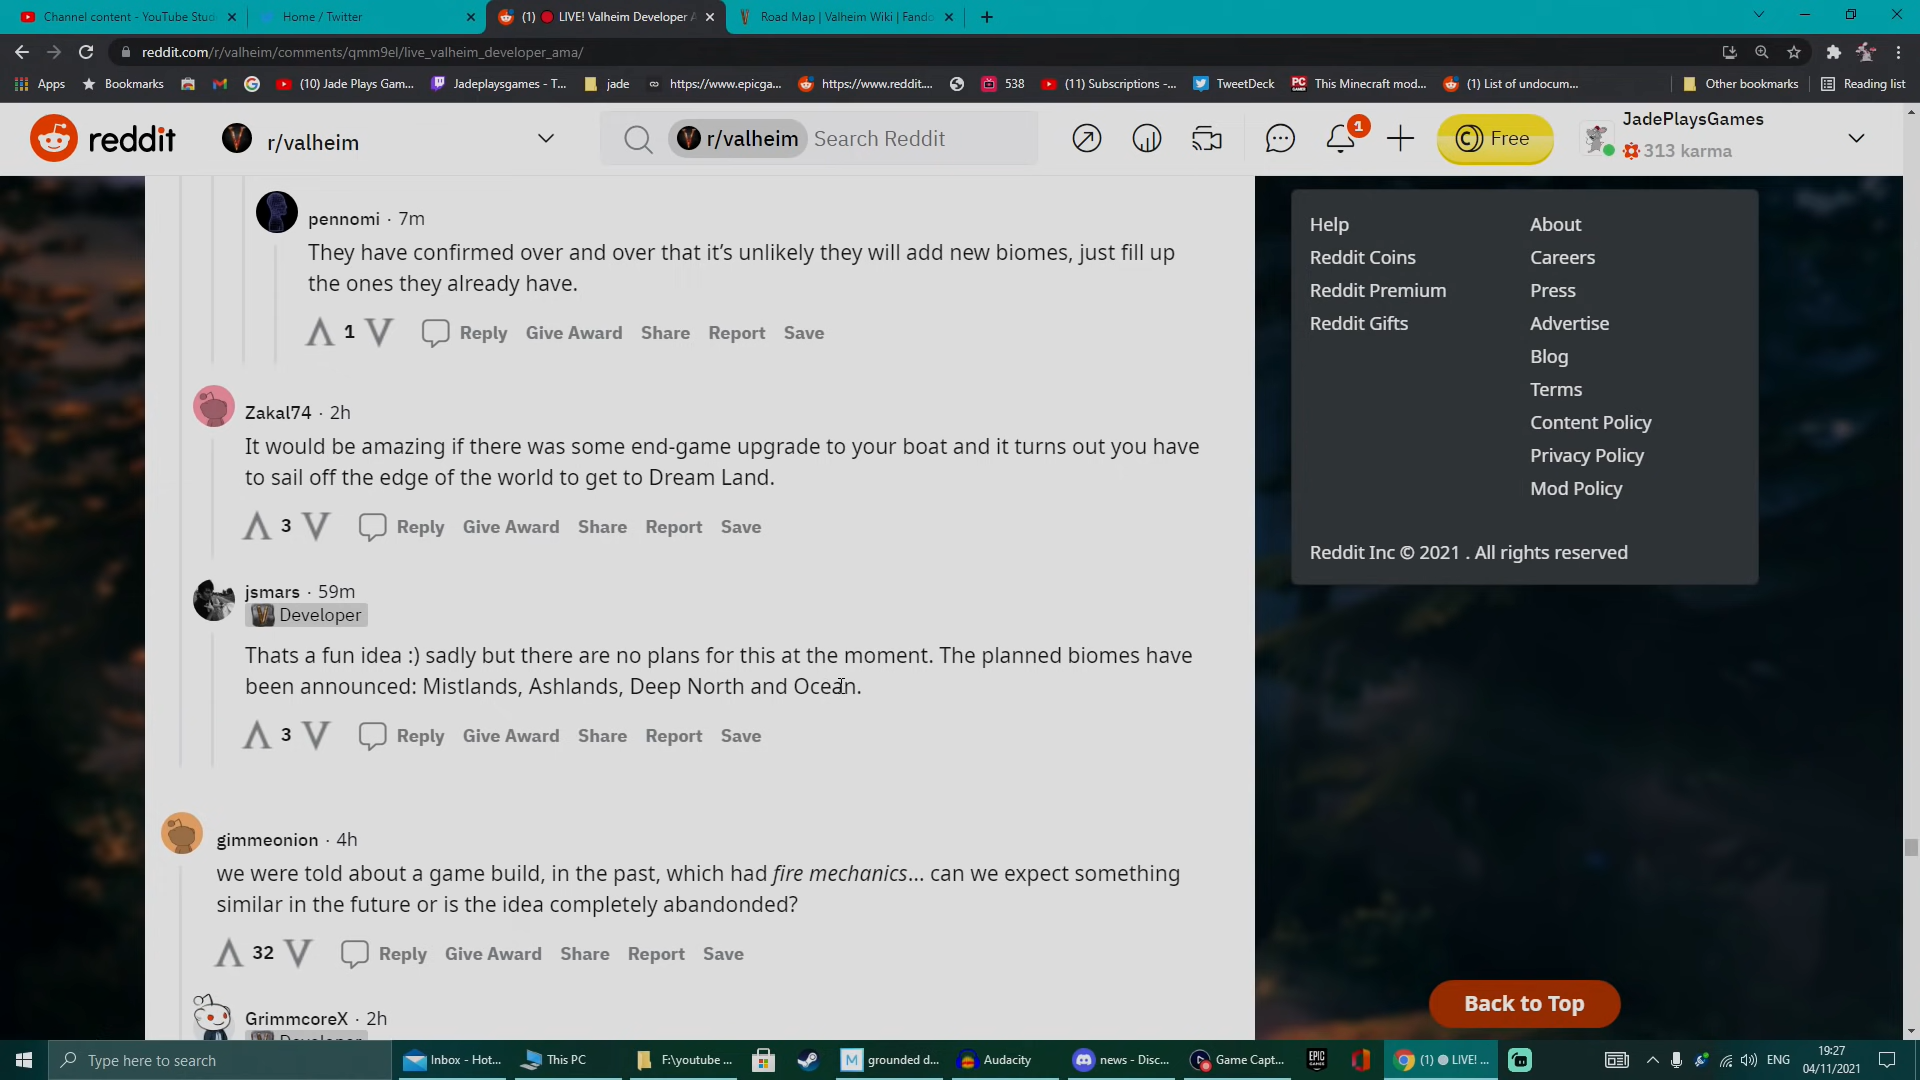 Channel content - YouTube Stud
Home / Twitter
(1) LIVE! Valheim Developer A
Road Map | Valheim Wiki | Fando
reddit.com/r/valheim/comments/qmm9el/live_valheim_developer_ama/
Apps
Bookmarks
(10) Jade Plays Gam...
Jadeplaysgames - T...
jade
https://www.epicga...
https://www.reddit....
538
(11) Subscriptions -...
TweetDeck
This Minecraft mod...
(1) List of undocum...
Other bookmarks
Reading list
reddit
r/valheim
r/valheim
Search Reddit
1
Free
JadePlaysGames
313 karma
pennomi · 7m
They have confirmed over and over that it’s unlikely they will add new biomes, just fill up
the ones they already have.
1 Reply Give Award Share Report Save
Zakal74 · 2h
It would be amazing if there was some end-game upgrade to your boat and it turns out you have
to sail off the edge of the world to get to Dream Land.
3 Reply Give Award Share Report Save
jsmars · 59m
Developer
Thats a fun idea :) sadly but there are no plans for this at the moment. The planned biomes have
been announced: Mistlands, Ashlands, Deep North and Ocean.
3 Reply Give Award Share Report Save
gimmeonion · 4h
we were told about a game build, in the past, which had fire mechanics... can we expect something
similar in the future or is the idea completely abandonded?
32 Reply Give Award Share Report Save
GrimmcoreX · 2h
Developer
Help
Reddit Coins
Reddit Premium
Reddit Gifts
About
Careers
Press
Advertise
Blog
Terms
Content Policy
Privacy Policy
Mod Policy
Reddit Inc © 2021 . All rights reserved
Back to Top
Type here to search
Inbox - Hot...
This PC
F:\youtube ...
grounded d...
Audacity
news - Disc...
Game Capt...
EPIC GAMES
(1) LIVE! ...
ENG
19:27
04/11/2021